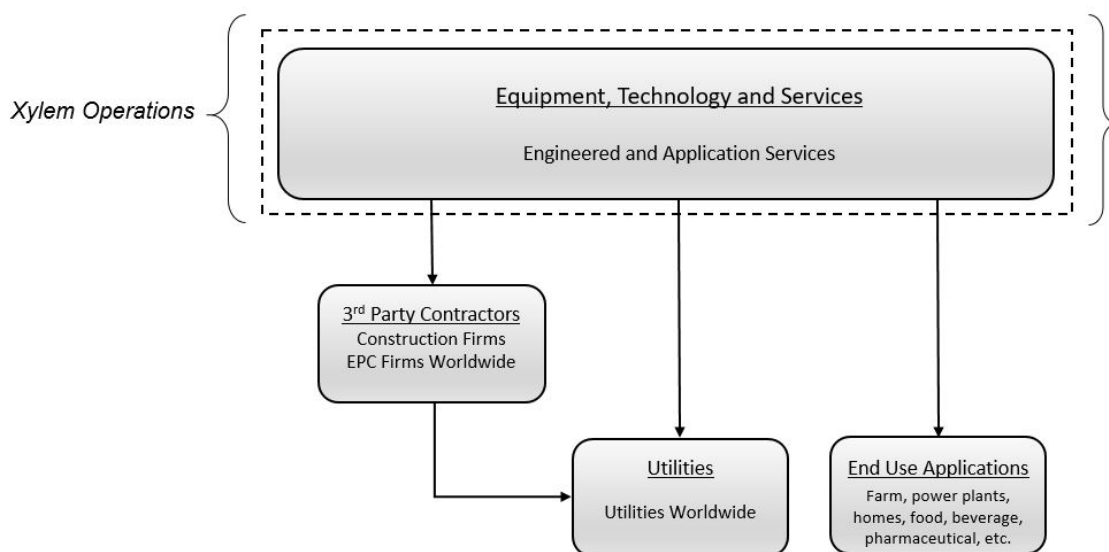 Equipment, Technology and Services
Xylem Operations
Engineered and Application Services
3rd Party Contractors
Construction Firms
EPC Firms Worldwide
Utilities
Utilities Worldwide
End Use Applications
Farm, power plants,
homes, food, beverage,
pharmaceutical, etc.